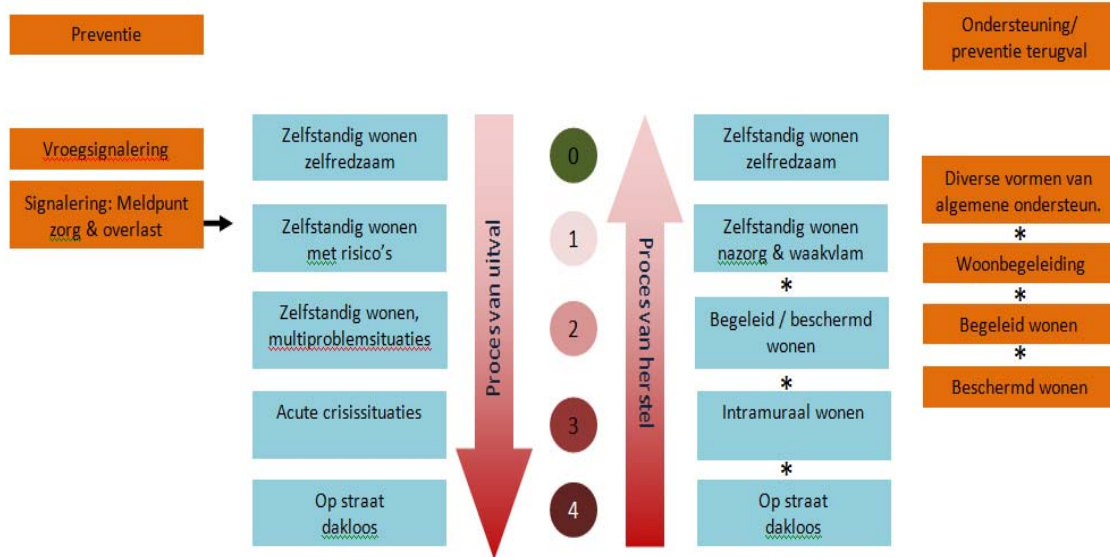 Preventie
Vroegsignalering
Signalering: Meldpunt
zorg & overlast
Zelfstandig wonen
zelfredzaam
Zelfstandig wonen
met risico's
Zelfstandig wonen,
multiproblemsituaties
Acute crisissituaties
Op straat
dakloos
Proces van uitval
0
1
2
3
4
Proces van herstel
Zelfstandig wonen
zelfredzaam
Zelfstandig wonen
nazorg & waakvlam
*
Begeleid / beschermd
wonen
*
Intramuraal wonen
*
Op straat
dakloos
Ondersteuning/
preventie terugval
Diverse vormen van
algemene ondersteun.
*
Woonbegeleiding
*
Begeleid wonen
*
Beschermd wonen